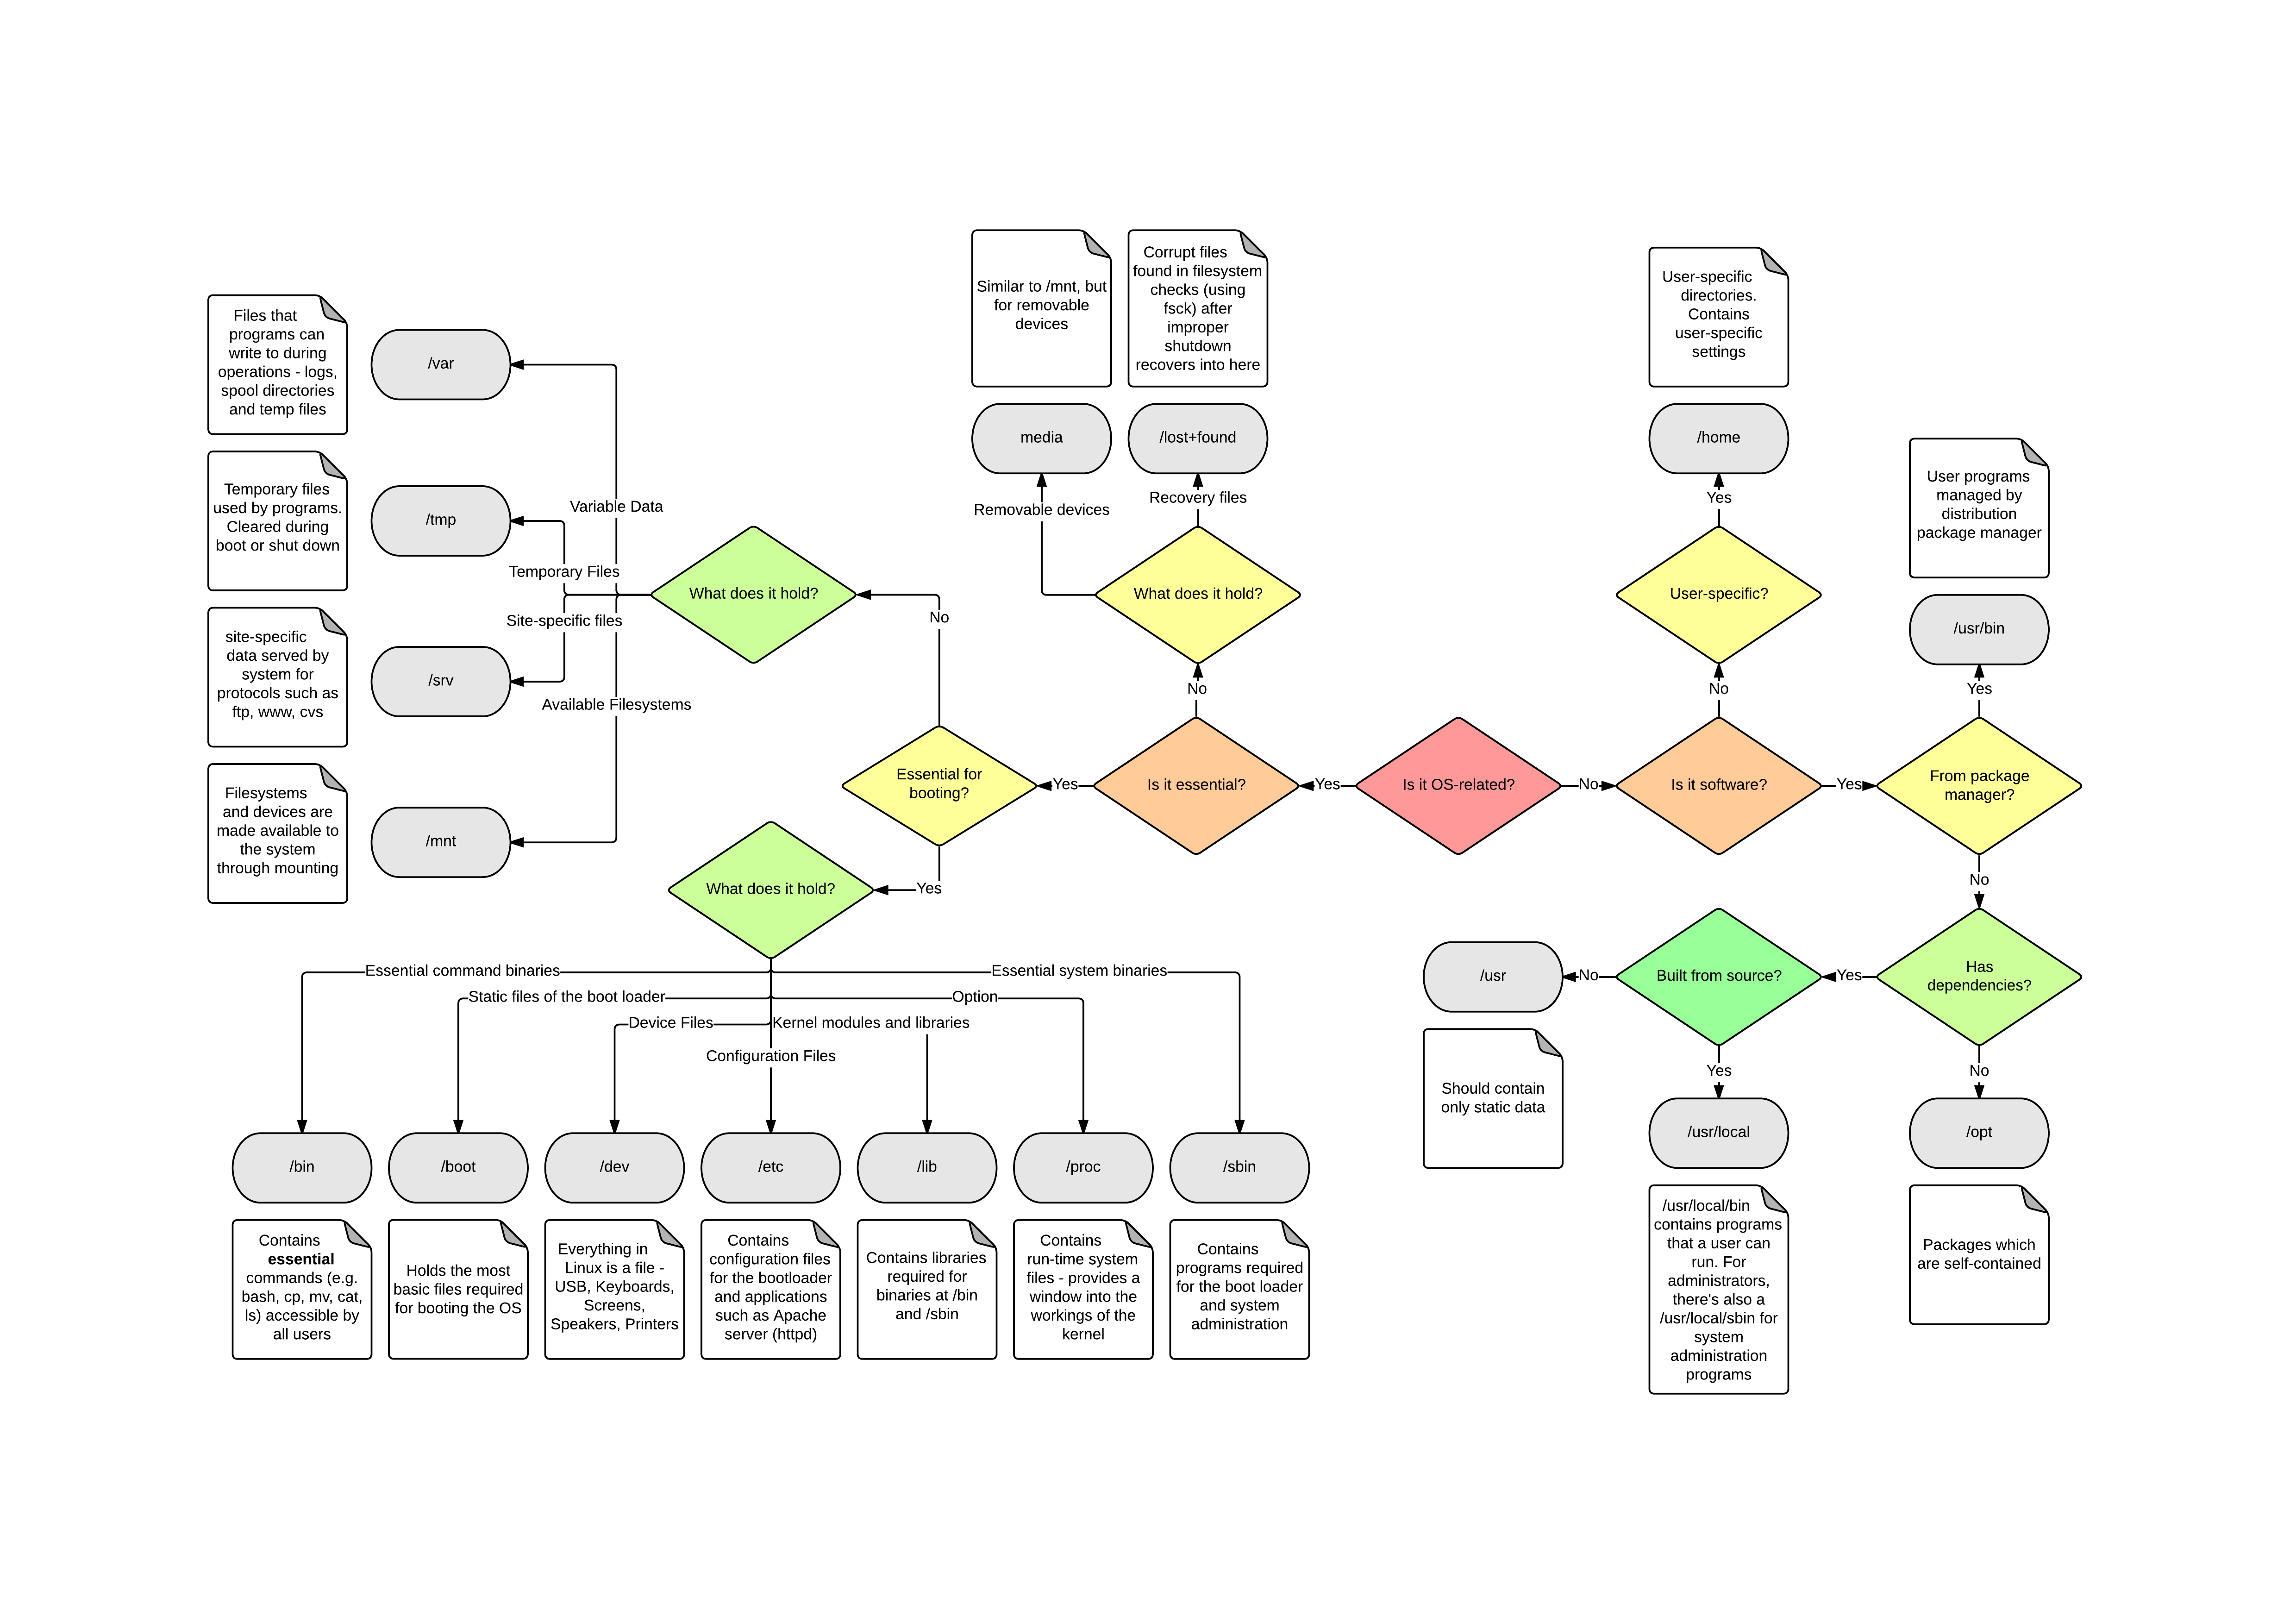 Similar to /mnt, but
for removable
devices
Corrupt files
found in filesystem
checks (using
fsck) after
improper
shutdown
recovers into here
User-specific
directories.
Contains
user-specific
settings
Files that
programs can
write to during
operations - logs,
spool directories
and temp files
/var
media
/lost+found
/home
User programs
managed by
distribution
package manager
Temporary files
used by programs.
Cleared during
boot or shut down
/tmp
Variable Data
Removable devices
Recovery files
Yes
Temporary Files
What does it hold?
What does it hold?
User-specific?
/usr/bin
Site-specific files
No
site-specific
data served by
system for
protocols such as
ftp, www, cvs
/srv
Available Filesystems
No
No
Yes
Essential for
booting?
Yes
Is it essential?
Yes
Is it OS-related?
No
Is it software?
Yes
From package
manager?
Filesystems
and devices are
made available to
the system
through mounting
/mnt
What does it hold?
Yes
No
Essential command binaries
Essential system binaries
Static files of the boot loader
Option
Device Files
Kernel modules and libraries
Configuration Files
/usr
No
Built from source?
Yes
Has
dependencies?
Should contain
only static data
Yes
No
/bin
/boot
/dev
/etc
/lib
/proc
/sbin
/usr/local
/opt
Contains
essential
commands (e.g.
bash, cp, mv, cat,
ls) accessible by
all users
Holds the most
basic files required
for booting the OS
Everything in
Linux is a file -
USB, Keyboards,
Screens,
Speakers, Printers
Contains
configuration files
for the bootloader
and applications
such as Apache
server (httpd)
Contains libraries
required for
binaries at /bin
and /sbin
Contains
run-time system
files - provides a
window into the
workings of the
kernel
Contains
programs required
for the boot loader
and system
administration
/usr/local/bin
contains programs
that a user can
run. For
administrators,
there's also a
/usr/local/sbin for
system
administration
programs
Packages which
are self-contained